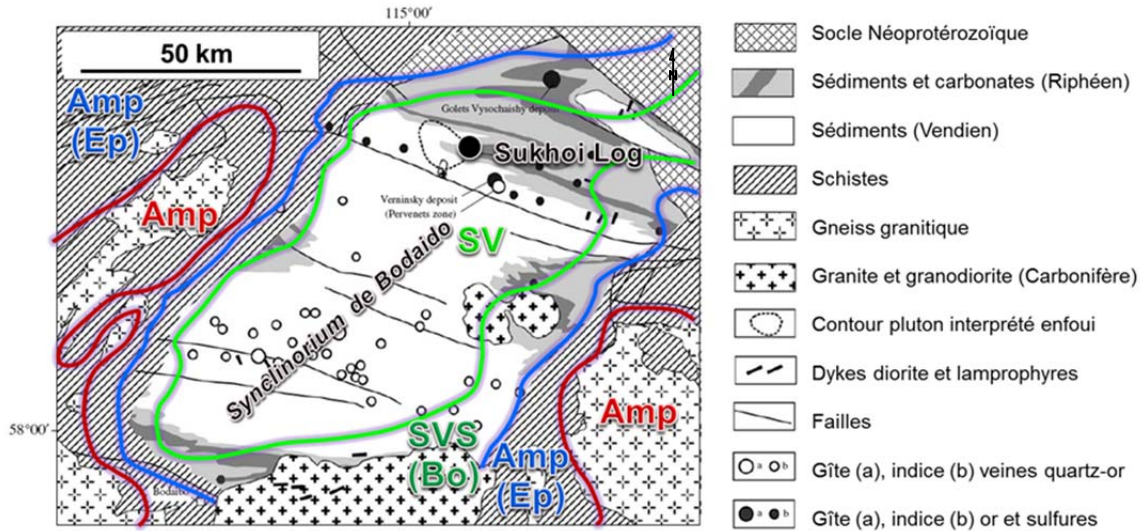 115°00'
50 km
N
Amp
(Ep)
Golets Vysochaishy deposit
Sukhoi Log
Amp
Verninsky deposit
(Pervenets zone)
SV
Synclinorium de Bodaido
Amp
58°00'
SVS
(Bo)
Amp
(Ep)
Bodaibo
Socle Néoprotérozoïque
Sédiments et carbonates (Riphéen)
Sédiments (Vendien)
Schistes
Gneiss granitique
Granite et granodiorite (Carbonifère)
Contour pluton interprété enfoui
Dykes diorite et lamprophyres
Failles
a b Gîte (a), indice (b) veines quartz-or
a b Gîte (a), indice (b) or et sulfures